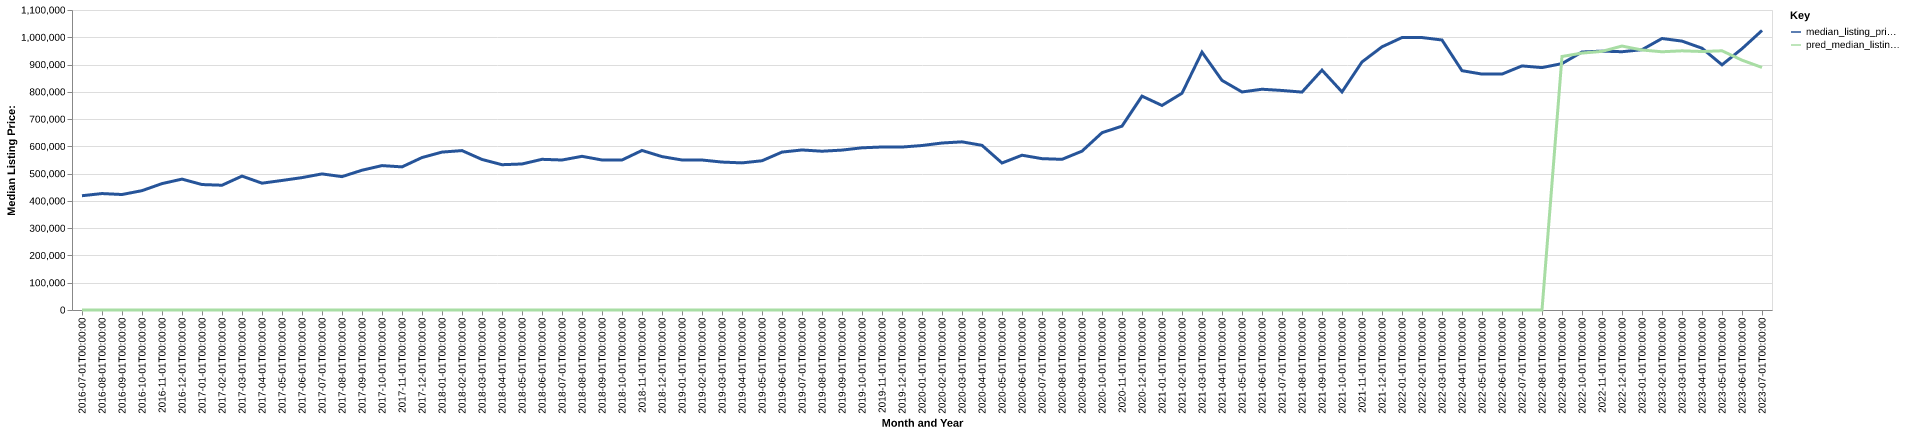 Key
median_listing_pri...
pred_median_listin...
Median Listing Price:
1,100,000
1,000,000
900,000
800,000
700,000
600,000
500,000
400,000
300,000
200,000
100,000
0
2016-07-01T00:00:00
2016-08-01T00:00:00
2016-09-01T00:00:00
2016-10-01T00:00:00
2016-11-01T00:00:00
2016-12-01T00:00:00
2017-01-01T00:00:00
2017-02-01T00:00:00
2017-03-01T00:00:00
2017-04-01T00:00:00
2017-05-01T00:00:00
2017-06-01T00:00:00
2017-07-01T00:00:00
2017-08-01T00:00:00
2017-09-01T00:00:00
2017-10-01T00:00:00
2017-11-01T00:00:00
2017-12-01T00:00:00
2018-01-01T00:00:00
2018-02-01T00:00:00
2018-03-01T00:00:00
2018-04-01T00:00:00
2018-05-01T00:00:00
2018-06-01T00:00:00
2018-07-01T00:00:00
2018-08-01T00:00:00
2018-09-01T00:00:00
2018-10-01T00:00:00
2018-11-01T00:00:00
2018-12-01T00:00:00
2019-01-01T00:00:00
2019-02-01T00:00:00
2019-03-01T00:00:00
2019-04-01T00:00:00
2019-05-01T00:00:00
2019-06-01T00:00:00
2019-07-01T00:00:00
2019-08-01T00:00:00
2019-09-01T00:00:00
2019-10-01T00:00:00
2019-11-01T00:00:00
2019-12-01T00:00:00
2020-01-01T00:00:00
2020-02-01T00:00:00
2020-03-01T00:00:00
2020-04-01T00:00:00
2020-05-01T00:00:00
2020-06-01T00:00:00
2020-07-01T00:00:00
2020-08-01T00:00:00
2020-09-01T00:00:00
2020-10-01T00:00:00
2020-11-01T00:00:00
2020-12-01T00:00:00
2021-01-01T00:00:00
2021-02-01T00:00:00
2021-03-01T00:00:00
2021-04-01T00:00:00
2021-05-01T00:00:00
2021-06-01T00:00:00
2021-07-01T00:00:00
2021-08-01T00:00:00
2021-09-01T00:00:00
2021-10-01T00:00:00
2021-11-01T00:00:00
2021-12-01T00:00:00
2022-01-01T00:00:00
2022-02-01T00:00:00
2022-03-01T00:00:00
2022-04-01T00:00:00
2022-05-01T00:00:00
2022-06-01T00:00:00
2022-07-01T00:00:00
2022-08-01T00:00:00
2022-09-01T00:00:00
2022-10-01T00:00:00
2022-11-01T00:00:00
2022-12-01T00:00:00
2023-01-01T00:00:00
2023-02-01T00:00:00
2023-03-01T00:00:00
2023-04-01T00:00:00
2023-05-01T00:00:00
2023-06-01T00:00:00
2023-07-01T00:00:00
Month and Year